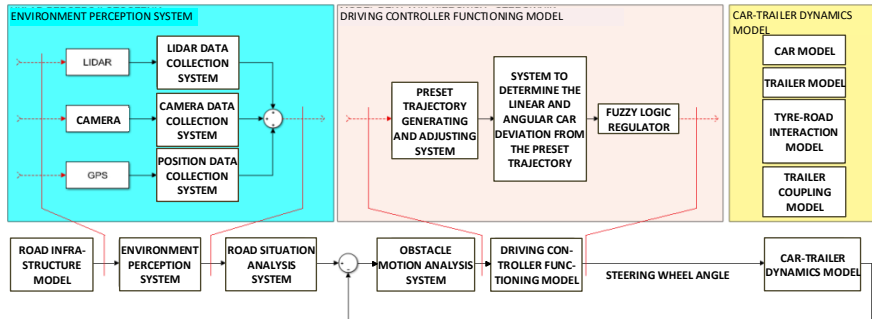 ENVIRONMENT PERCEPTION SYSTEM
LIDAR
LIDAR DATA
COLLECTION
SYSTEM
CAMERA
CAMERA DATA
COLLECTION
SYSTEM
GPS
POSITION DATA
COLLECTION
SYSTEM
DRIVING CONTROLLER FUNCTIONING MODEL
PRESET
TRAJECTORY
GENERATING
AND ADJUSTING
SYSTEM
SYSTEM TO
DETERMINE THE
LINEAR AND
ANGULAR CAR
DEVIATION FROM
THE PRESET
TRAJECTORY
FUZZY LOGIC
REGULATOR
CAR-TRAILER DYNAMICS
MODEL
CAR MODEL
TRAILER MODEL
TYRE-ROAD
INTERACTION
MODEL
TRAILER
COUPLING
MODEL
ROAD INFRA-
STRUCTURE
MODEL
ENVIRONMENT
PERCEPTION
SYSTEM
ROAD SITUATION
ANALYSIS
SYSTEM
OBSTACLE
MOTION ANALYSIS
SYSTEM
DRIVING CON-
TROLLER FUNC-
TIONING MODEL
STEERING WHEEL ANGLE
CAR-TRAILER
DYNAMICS MODEL